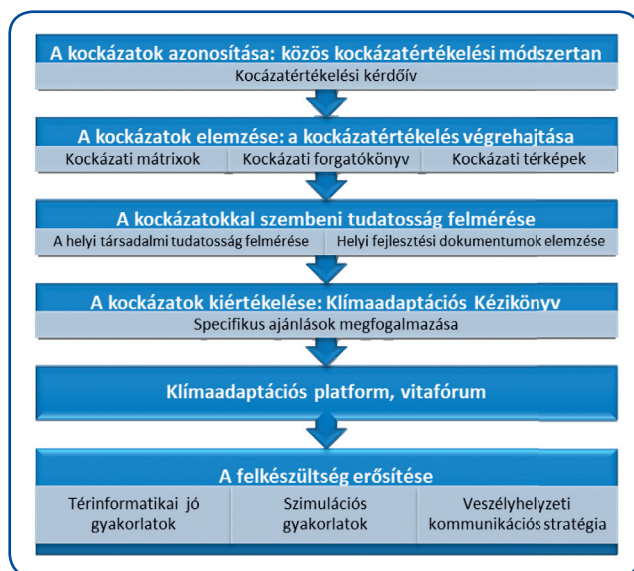 A kockázatok azonosítása: közös kockázatértékelési módszertan
Kocázatértékelési kérdőív
A kockázatok elemzése: a kockázatértékelés végrehajtása
Kockázati mátrixok
Kockázati forgatókönyv
Kockázati térképek
A kockázatokkal szembeni tudatosság felmérése
A helyi társadalmi tudatosság felmérése
Helyi fejlesztési dokumentumok elemzése
A kockázatok kiértékelése: Klímaadaptációs Kézikönyv
Specifikus ajánlások megfogalmazása
Klímaadaptációs platform, vitafórum
A felkészültség erősítése
Térinformatikai jó
gyakorlatok
Szimulációs
gyakorlatok
Veszélyhelyzeti
kommunikációs stratégia